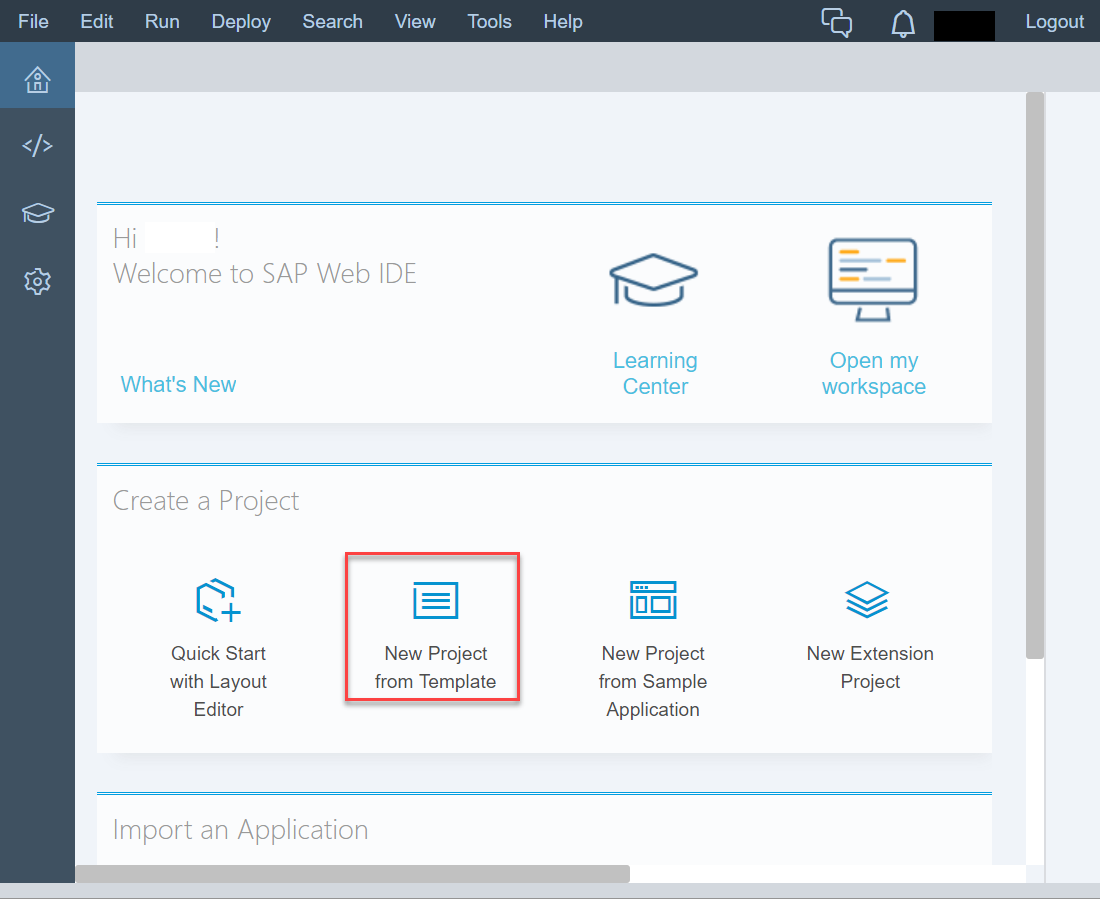 File Edit Run Deploy Search View Tools Help Logout
Hi !
Welcome to SAP Web IDE
What's New
Learning
Center
Open my
workspace
Create a Project
Quick Start
with Layout
Editor
New Project
from Template
New Project
from Sample
Application
New Extension
Project
Import an Application